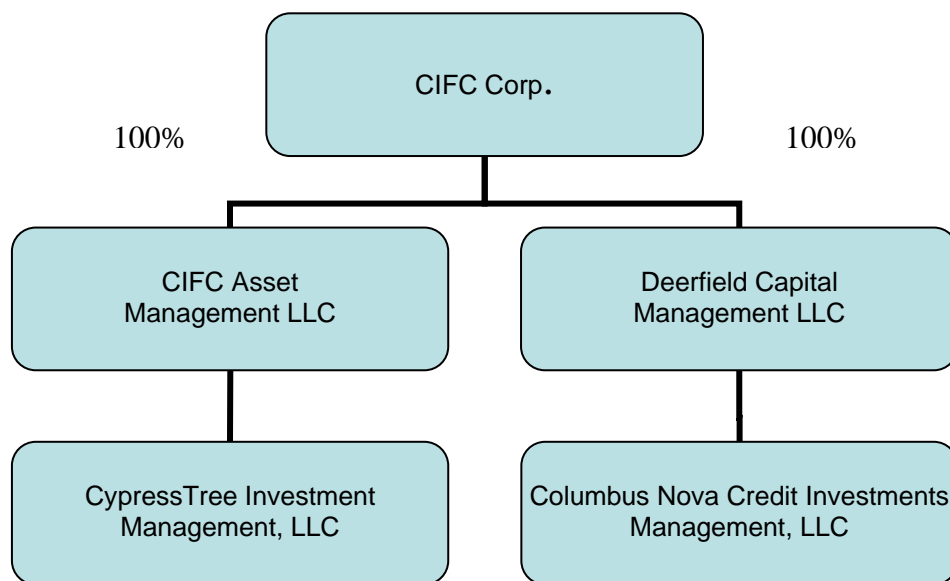 CIFC Corp.
100%
100%
CIFC Asset
Management LLC
Deerfield Capital
Management LLC
CypressTree Investment
Management, LLC
Columbus Nova Credit Investments
Management, LLC